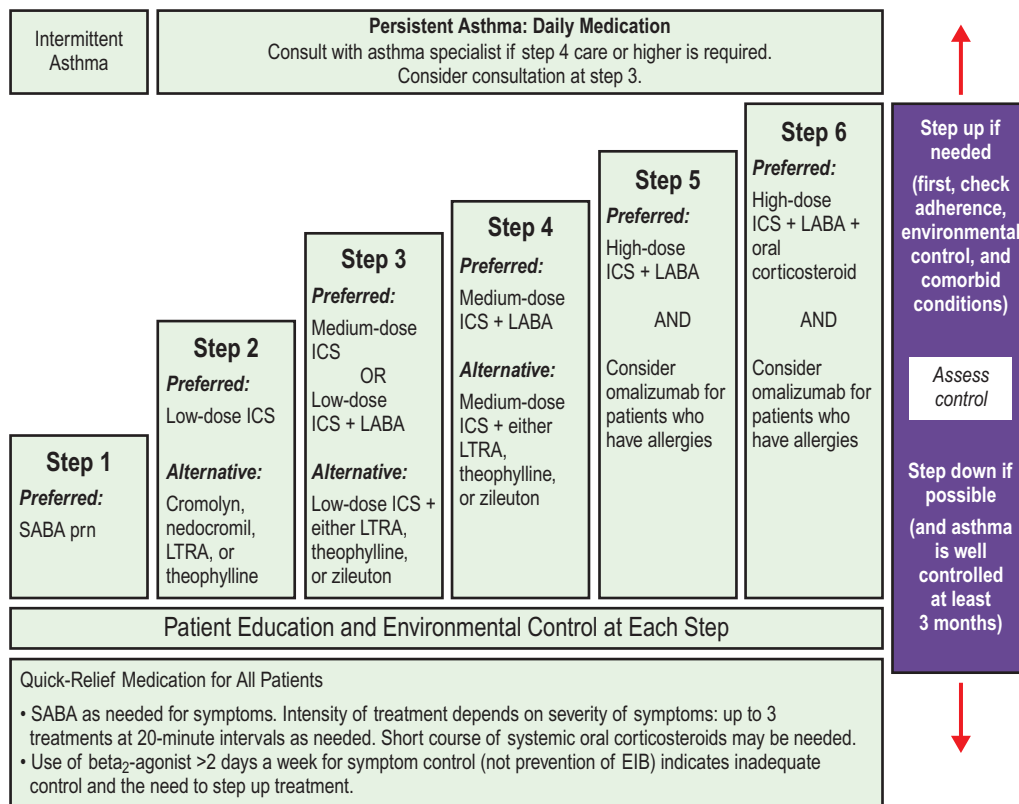 Intermittent
Asthma
Persistent Asthma: Daily Medication
Consult with asthma specialist if step 4 care or higher is required.
Consider consultation at step 3.
Step 1
Preferred:
SABA prn
Step 2
Preferred:
Low-dose ICS
Alternative:
Cromolyn,
nedocromil,
LTRA, or
theophylline
Step 3
Preferred:
Medium-dose
ICS
OR
Low-dose
ICS + LABA
Alternative:
Low-dose ICS +
either LTRA,
theophylline,
or zileuton
Step 4
Preferred:
Medium-dose
ICS + LABA
Alternative:
Medium-dose
ICS + either
LTRA,
theophylline,
or zileuton
Step 5
Preferred:
High-dose
ICS + LABA
AND
Consider
omalizumab for
patients who
have allergies
Step 6
Preferred:
High-dose
ICS + LABA +
oral
corticosteroid
AND
Consider
omalizumab for
patients who
have allergies
Step up if
needed
(first, check
adherence,
environmental
control, and
comorbid
conditions)
Assess
control
Step down if
possible
(and asthma
is well
controlled
at least
3 months)
Patient Education and Environmental Control at Each Step
Quick-Relief Medication for All Patients
• SABA as needed for symptoms. Intensity of treatment depends on severity of symptoms: up to 3
treatments at 20-minute intervals as needed. Short course of systemic oral corticosteroids may be needed.
• Use of beta₂-agonist >2 days a week for symptom control (not prevention of EIB) indicates inadequate
control and the need to step up treatment.